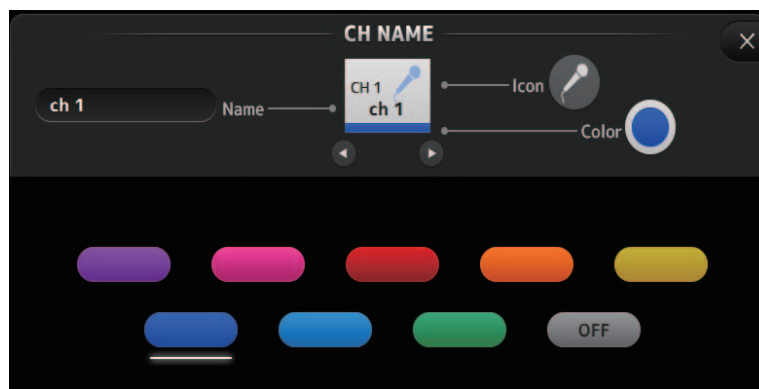 CH NAME
ch 1
Name
CH 1
ch 1
Icon
Color
OFF